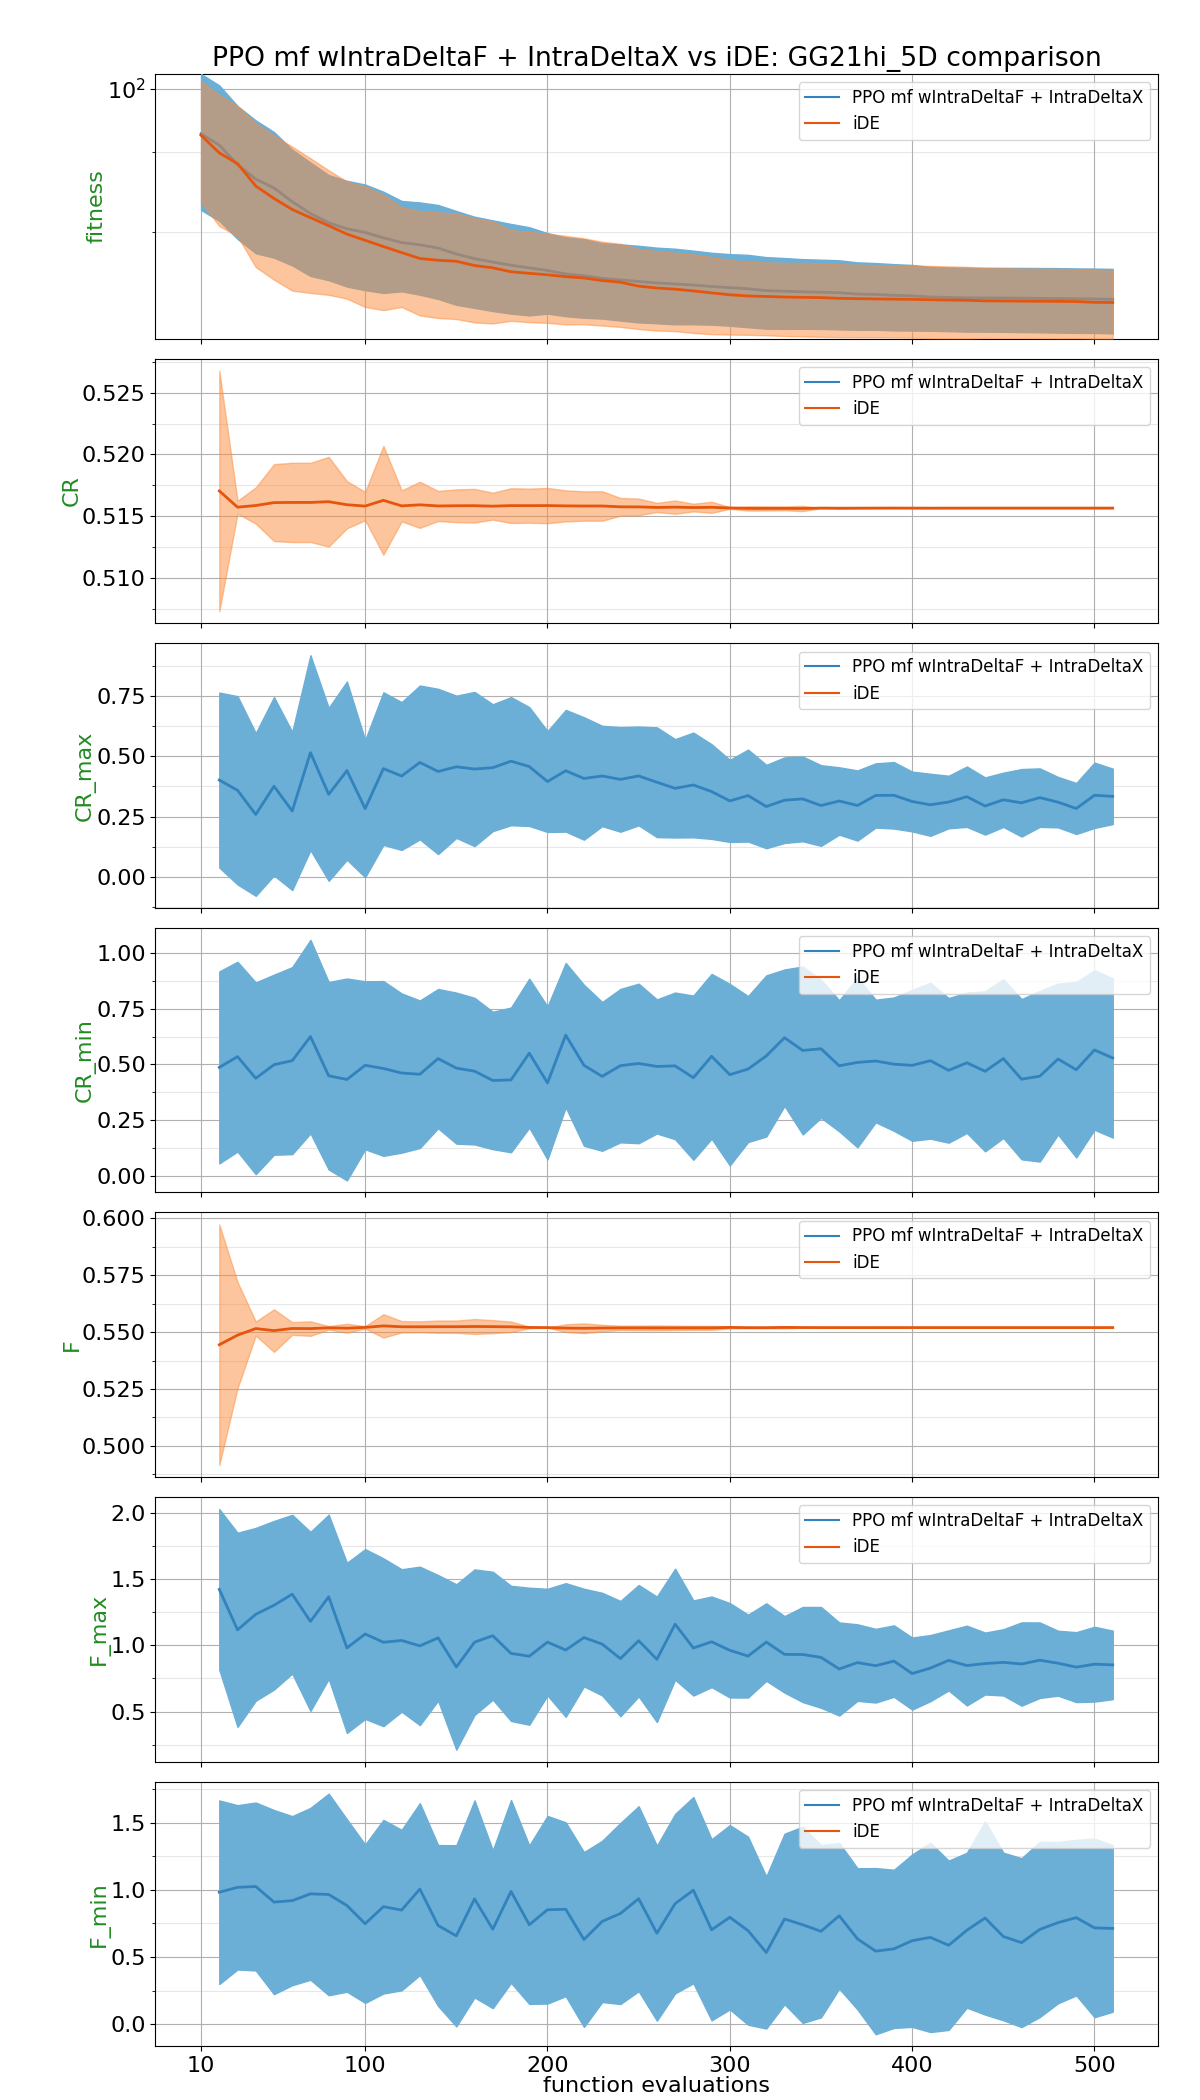 PPO mf wIntraDeltaF + IntraDeltaX vs iDE: GG21hi_5D comparison
10²
fitness
PPO mf wIntraDeltaF + IntraDeltaX
iDE
0.525
0.520
0.515
0.510
CR
PPO mf wIntraDeltaF + IntraDeltaX
iDE
0.75
0.50
0.25
0.00
CR_max
PPO mf wIntraDeltaF + IntraDeltaX
iDE
1.00
0.75
0.50
0.25
0.00
CR_min
PPO mf wIntraDeltaF + IntraDeltaX
iDE
0.600
0.575
0.550
0.525
0.500
F
PPO mf wIntraDeltaF + IntraDeltaX
iDE
2.0
1.5
1.0
0.5
F_max
PPO mf wIntraDeltaF + IntraDeltaX
iDE
1.5
1.0
0.5
0.0
F_min
PPO mf wIntraDeltaF + IntraDeltaX
iDE
10 100 200 300 400 500
function evaluations